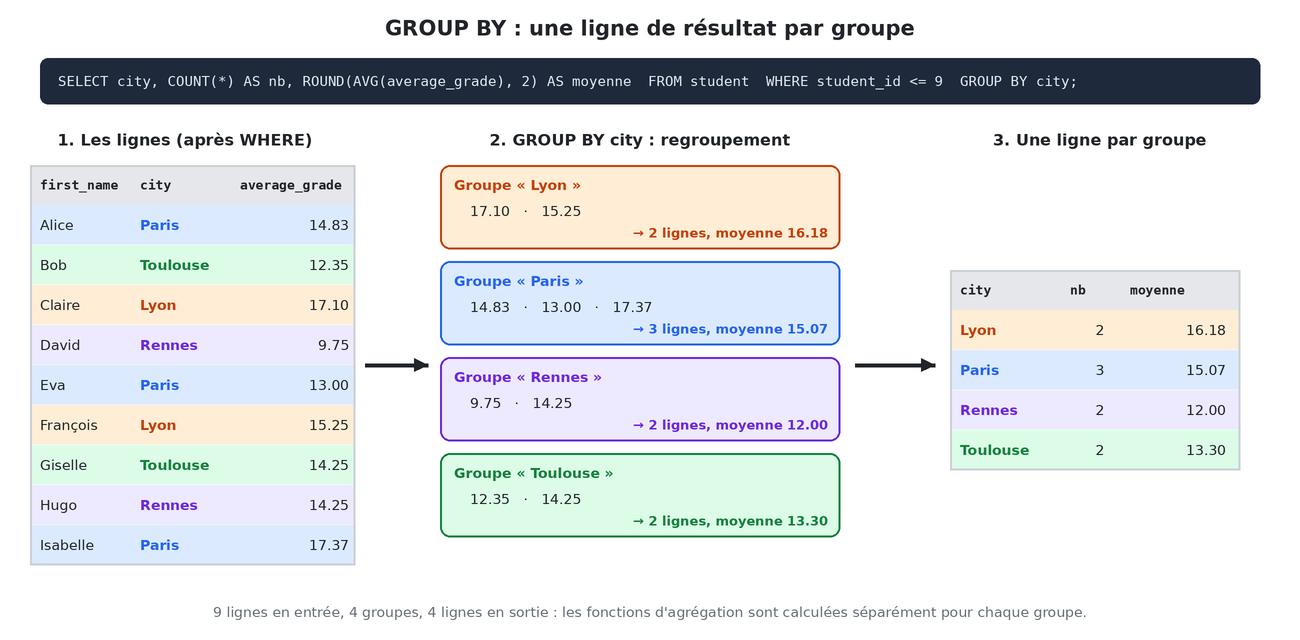 GROUP BY : une ligne de résultat par groupe
SELECT city, COUNT(*) AS nb, ROUND(AVG(average_grade), 2) AS moyenne  FROM student  WHERE student_id <= 9  GROUP BY city;
1. Les lignes (après WHERE)
first_name city average_grade
Alice Paris 14.83
Bob Toulouse 12.35
Claire Lyon 17.10
David Rennes 9.75
Eva Paris 13.00
François Lyon 15.25
Giselle Toulouse 14.25
Hugo Rennes 14.25
Isabelle Paris 17.37
2. GROUP BY city : regroupement
Groupe « Lyon »
17.10 · 15.25
→ 2 lignes, moyenne 16.18
Groupe « Paris »
14.83 · 13.00 · 17.37
→ 3 lignes, moyenne 15.07
Groupe « Rennes »
9.75 · 14.25
→ 2 lignes, moyenne 12.00
Groupe « Toulouse »
12.35 · 14.25
→ 2 lignes, moyenne 13.30
3. Une ligne par groupe
city nb moyenne
Lyon 2 16.18
Paris 3 15.07
Rennes 2 12.00
Toulouse 2 13.30
9 lignes en entrée, 4 groupes, 4 lignes en sortie : les fonctions d'agrégation sont calculées séparément pour chaque groupe.